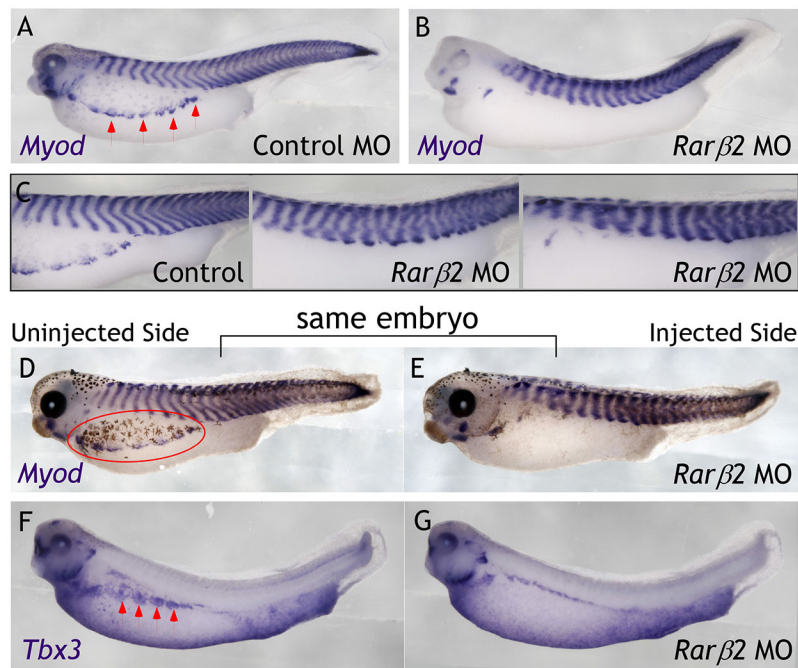 A
Myod
Control MO
B
Myod
Rarβ2 MO
C
Control
Rarβ2 MO
Rarβ2 MO
same embryo
Uninjected Side
Injected Side
D
Myod
E
Rarβ2 MO
F
Tbx3
G
Rarβ2 MO